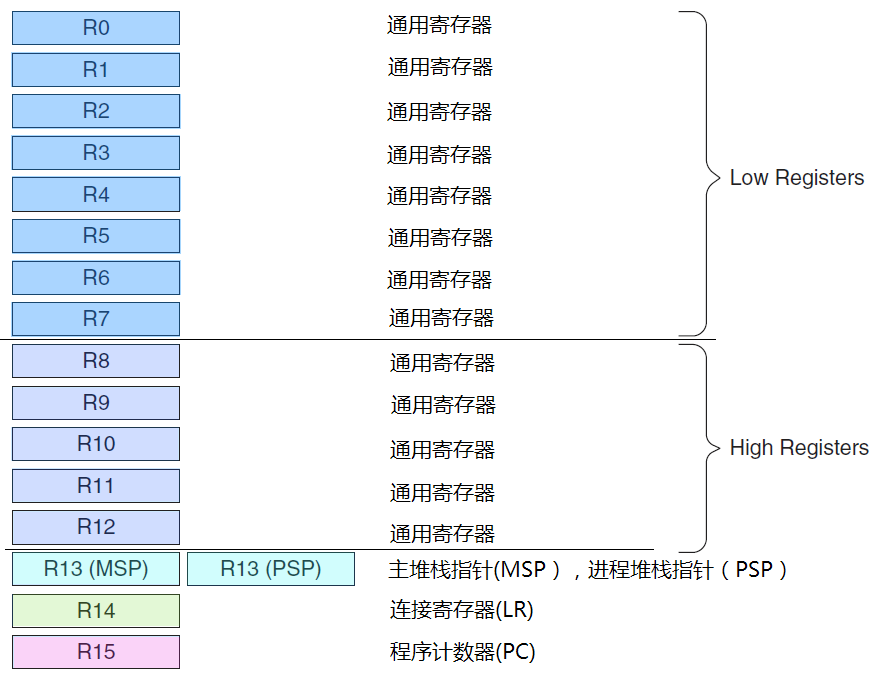 R0 通用寄存器
R1 通用寄存器
R2 通用寄存器
R3 通用寄存器
R4 通用寄存器 Low Registers
R5 通用寄存器
R6 通用寄存器
R7 通用寄存器
R8 通用寄存器
R9 通用寄存器
R10 通用寄存器 High Registers
R11 通用寄存器
R12 通用寄存器
R13 (MSP) R13 (PSP) 主堆栈指针(MSP），进程堆栈指针（PSP）
R14 连接寄存器(LR)
R15 程序计数器(PC)